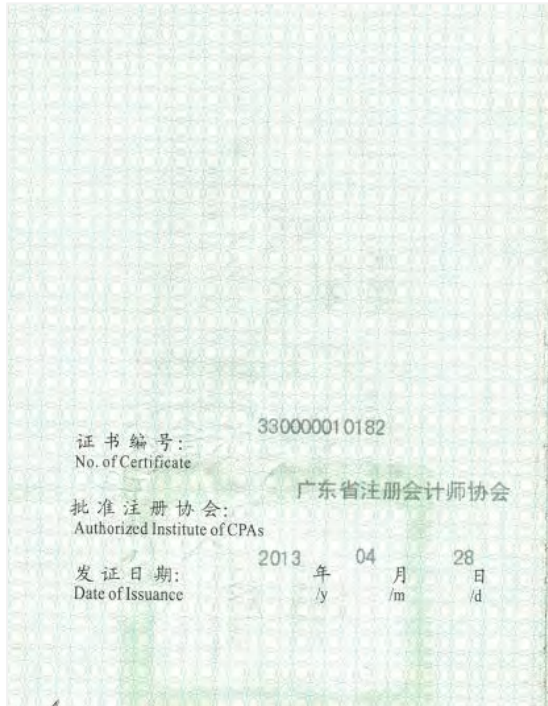 证书编号: 330000010182
No. of Certificate
广东省注册会计师协会
批准注册协会:
Authorized Institute of CPAs
发证日期: 2013 年 04 月 28 日
Date of Issuance /y /m /d